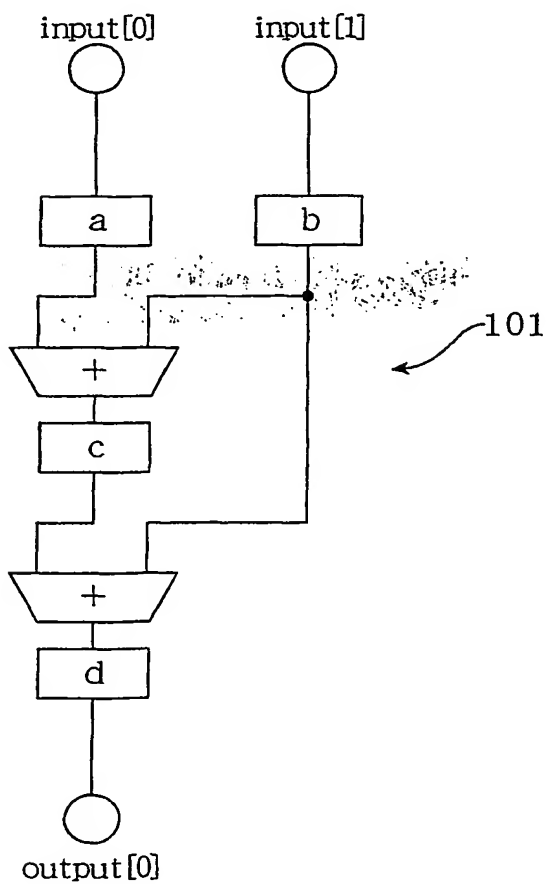 input[0] input[1]
a b
+
101
c
+
d
output[0]